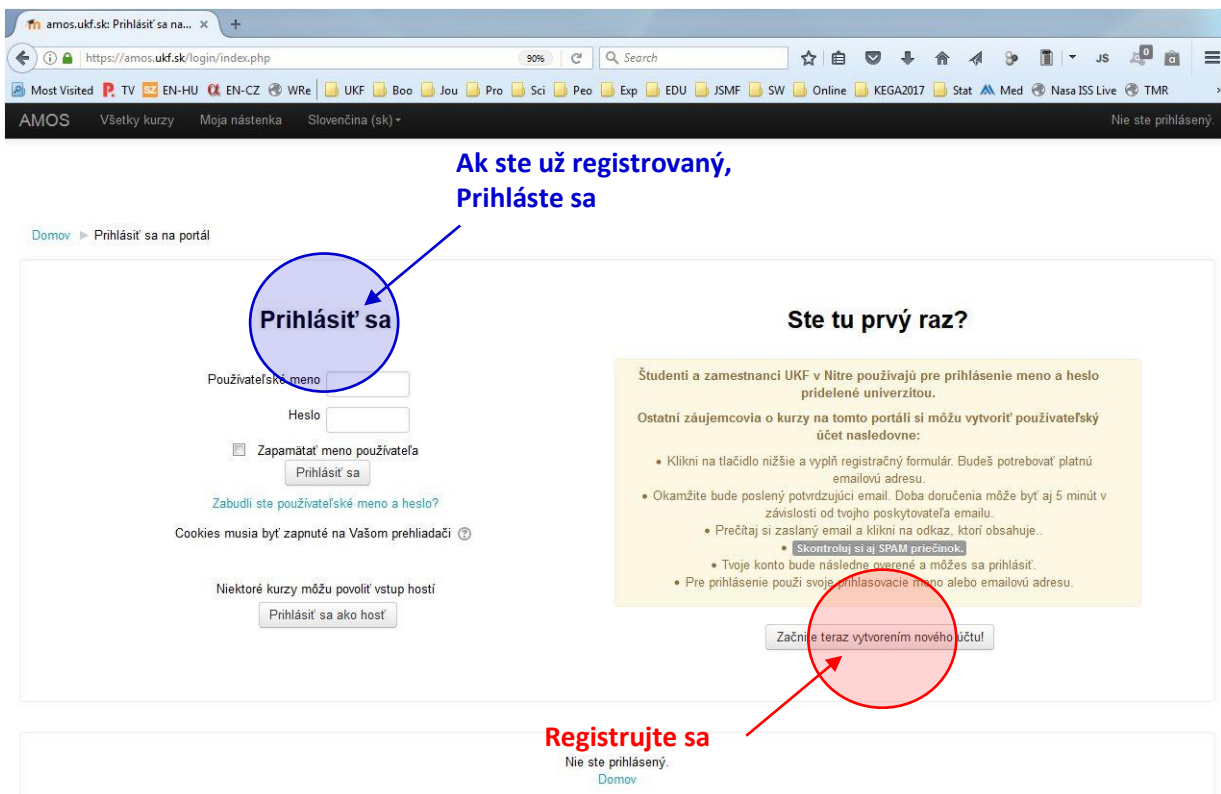 amos.ukf.sk: Prihlásiť sa na...
https://amos.ukf.sk/login/index.php
90%
Search
JS
0
Most Visited TV EN-HU EN-CZ WRe UKF Boo Jou Pro Sci Peo Exp EDU JSMF SW Online KEGA2017 Stat Med Nasa ISS Live TMR
AMOS Všetky kurzy Moja nástenka Slovenčina (sk) Nie ste prihlásený.
Ak ste už registrovaný,
Prihláste sa
Domov Prihlásiť sa na portál
Prihlásiť sa
Používateľské meno
Heslo
Zapamätať meno používateľa
Prihlásiť sa
Zabudli ste používateľské meno a heslo?
Cookies musia byť zapnuté na Vašom prehliadači
Niektoré kurzy môžu povoliť vstup hostí
Prihlásiť sa ako hosť
Ste tu prvý raz?
Študenti a zamestnanci UKF v Nitre používajú pre prihlásenie meno a heslo
pridelené univerzitou.
Ostatní záujemcovia o kurzy na tomto portáli si môžu vytvoriť používateľský
účet nasledovne:
• Klikni na tlačidlo nižšie a vyplň registračný formulár. Budeš potrebovať platnú
emailovú adresu.
• Okamžite bude poslený potvrdzujúci email. Doba doručenia môže byť aj 5 minút v
závislosti od tvojho poskytovateľa emailu.
• Prečítaj si zaslaný email a klikni na odkaz, ktorí obsahuje..
• Skontroluj si aj SPAM priečinok.
• Tvoje konto bude následne overené a môžes sa prihlásiť.
• Pre prihlásenie použi svoje prihlasovacie meno alebo emailovú adresu.
Začnite teraz vytvorením nového účtu!
Registrujte sa
Nie ste prihlásený.
Domov